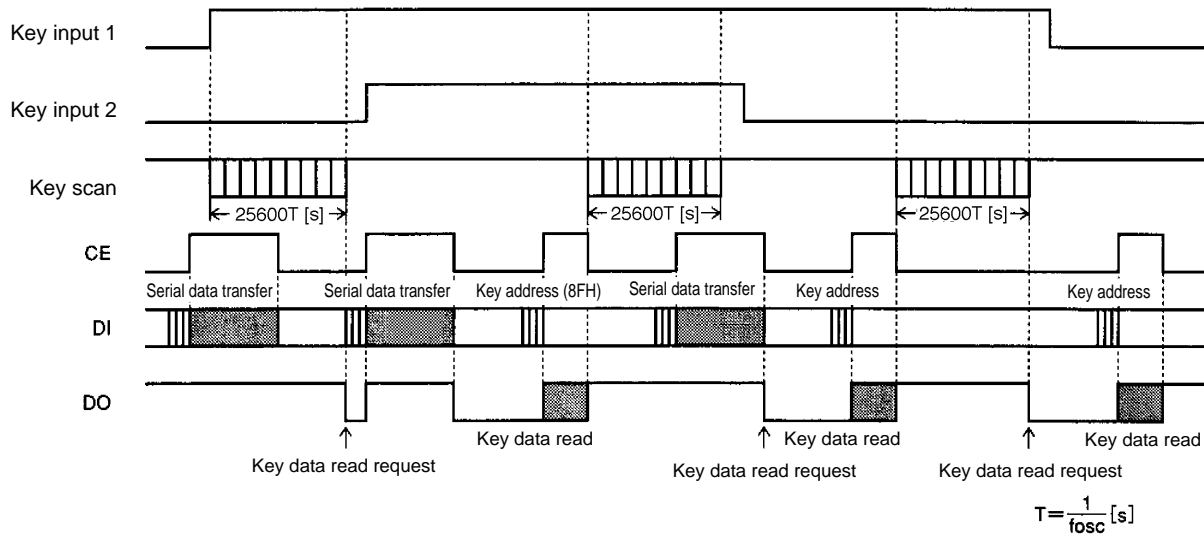 Key input 1
Key input 2
Key scan
25600T [s] 25600T [s] 25600T [s]
CE
Serial data transfer Serial data transfer Key address (8FH) Serial data transfer Key address Key address
DI
DO
Key data read Key data read Key data read
Key data read request Key data read request Key data read request
T=1/fosc [s]